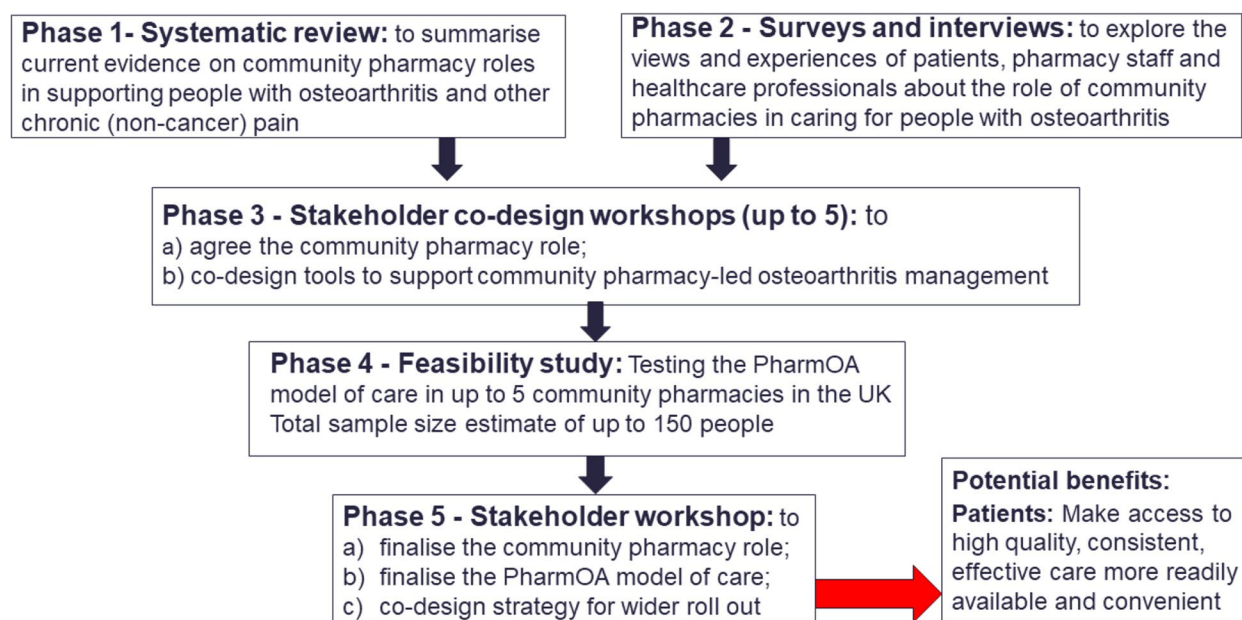 Phase 1- Systematic review: to summarise
current evidence on community pharmacy roles
in supporting people with osteoarthritis and other
chronic (non-cancer) pain
Phase 2 - Surveys and interviews: to explore the
views and experiences of patients, pharmacy staff and
healthcare professionals about the role of community
pharmacies in caring for people with osteoarthritis
Phase 3 - Stakeholder co-design workshops (up to 5): to
a) agree the community pharmacy role;
b) co-design tools to support community pharmacy-led osteoarthritis management
Phase 4 - Feasibility study: Testing the PharmOA
model of care in up to 5 community pharmacies in the UK
Total sample size estimate of up to 150 people
Phase 5 - Stakeholder workshop: to
a) finalise the community pharmacy role;
b) finalise the PharmOA model of care;
c) co-design strategy for wider roll out
Potential benefits:
Patients: Make access to
high quality, consistent,
effective care more readily
available and convenient